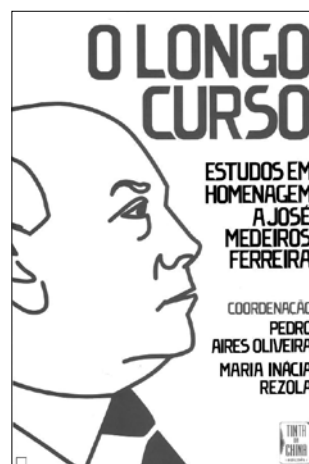 O LONGO
CURSO
ESTUDOS EM
HOMENAGEM
A JOSÉ
MEDEIROS
FERREIRA
COORDENAÇÃO
PEDRO
AIRES OLIVEIRA
MARIA INÁCIA
REZOLA
TINTA
DA
CHINA